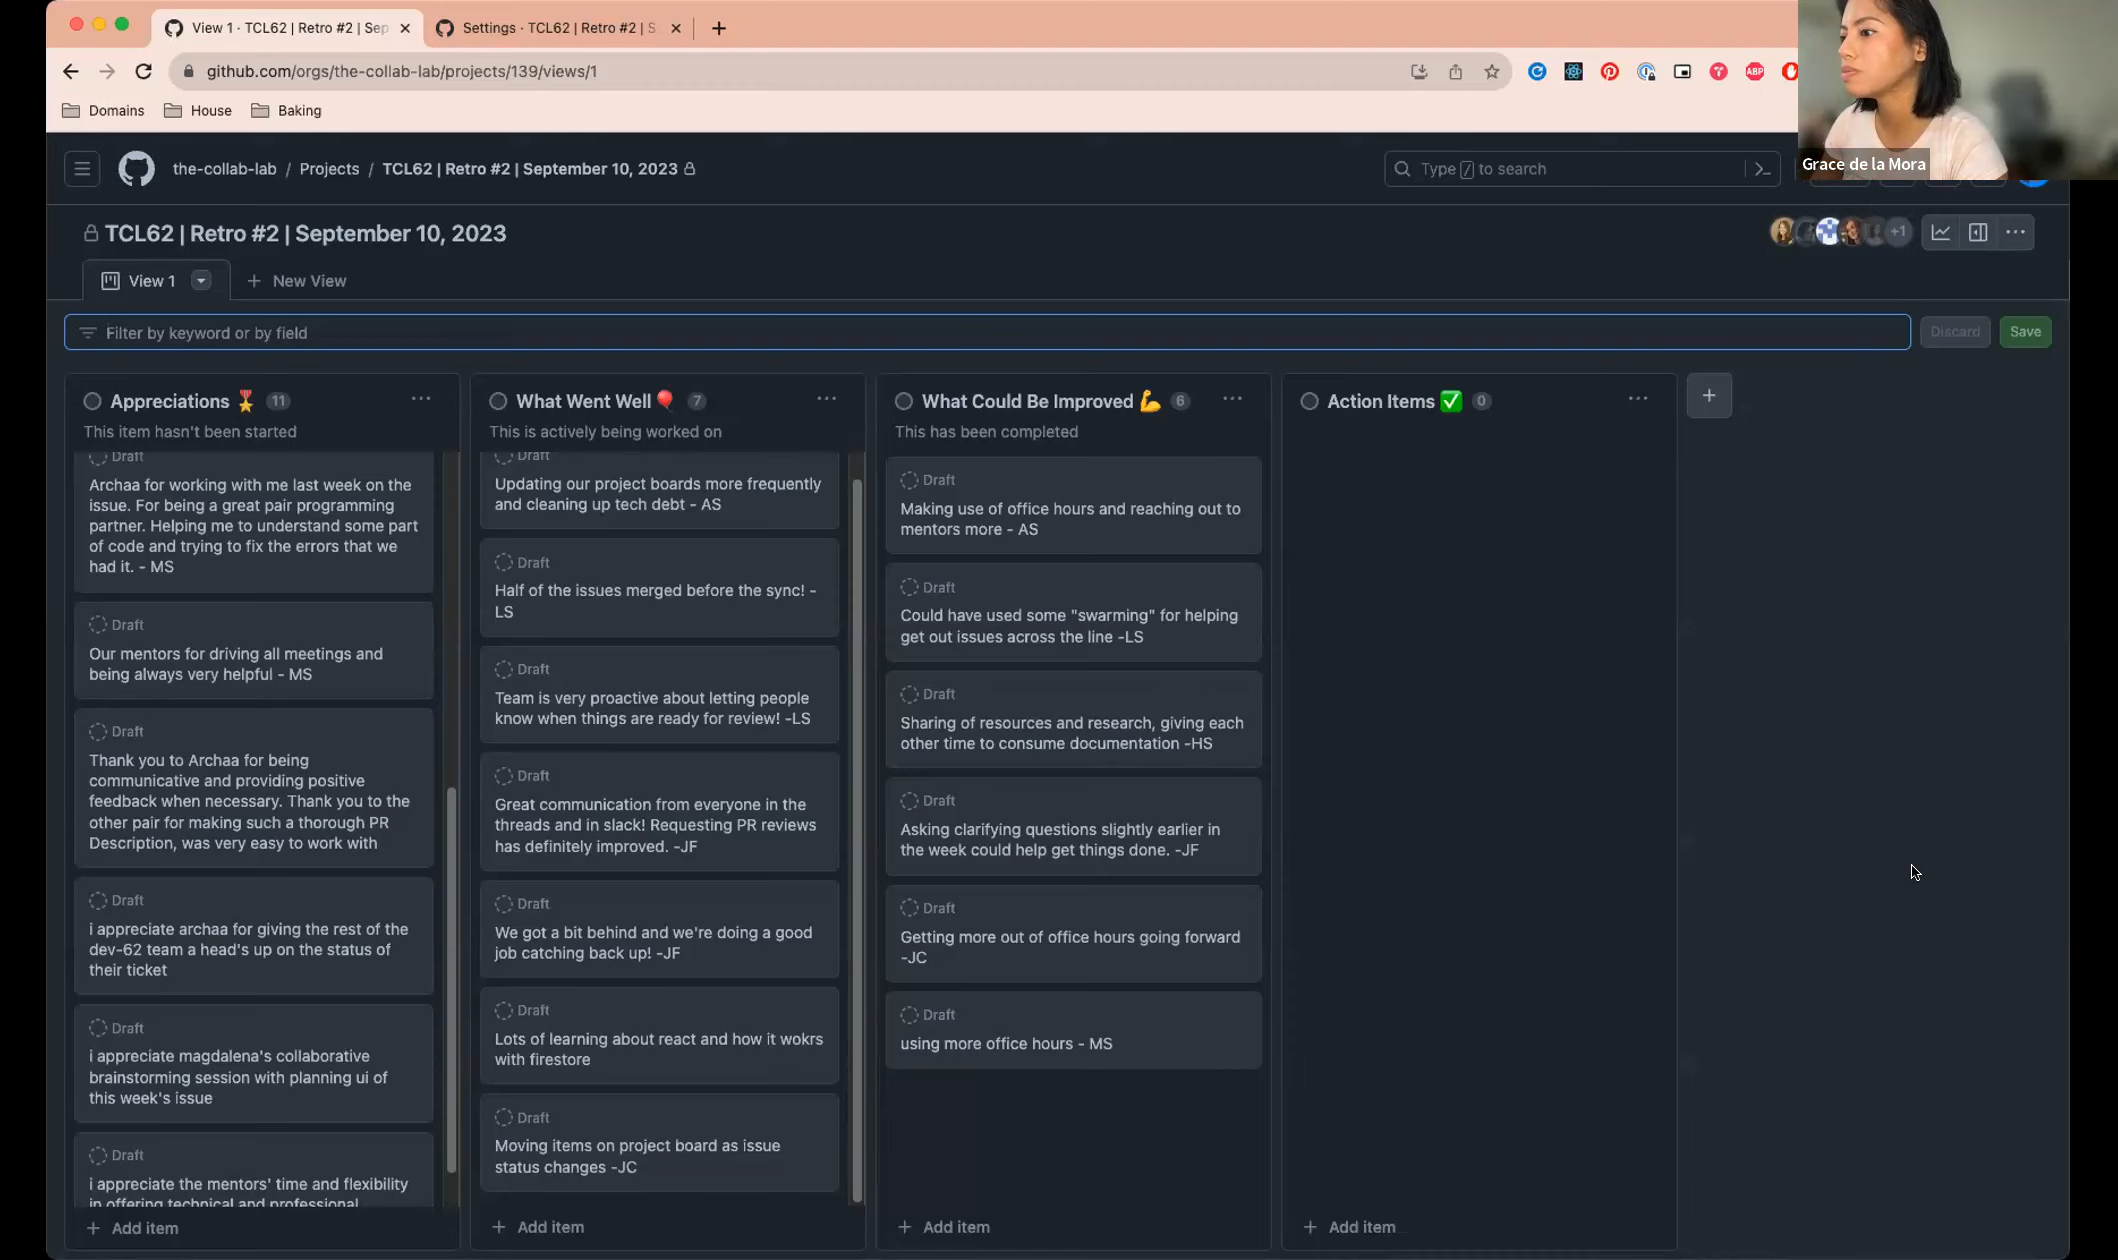 View 1 · TCL62 | Retro #2 | Sep
Settings · TCL62 | Retro #2 | S
github.com/orgs/the-collab-lab/projects/139/views/1
ABP
Domains
House
Baking
Grace de la Mora
the-collab-lab / Projects / TCL62 | Retro #2 | September 10, 2023
Type / to search
TCL62 | Retro #2 | September 10, 2023
+1
View 1
New View
Filter by keyword or by field
Discard
Save
Appreciations 🎖️ 11
This item hasn't been started
Draft
Archaa for working with me last week on the
issue. For being a great pair programming
partner. Helping me to understand some part
of code and trying to fix the errors that we
had it. - MS
Draft
Our mentors for driving all meetings and
being always very helpful - MS
Draft
Thank you to Archaa for being
communicative and providing positive
feedback when necessary. Thank you to the
other pair for making such a thorough PR
Description, was very easy to work with
Draft
i appreciate archaa for giving the rest of the
dev-62 team a head's up on the status of
their ticket
Draft
i appreciate magdalena's collaborative
brainstorming session with planning ui of
this week's issue
Draft
i appreciate the mentors' time and flexibility
in offering technical and professional
Add item
What Went Well🎈 7
This is actively being worked on
Draft
Updating our project boards more frequently
and cleaning up tech debt - AS
Draft
Half of the issues merged before the sync! -
LS
Draft
Team is very proactive about letting people
know when things are ready for review! -LS
Draft
Great communication from everyone in the
threads and in slack! Requesting PR reviews
has definitely improved. -JF
Draft
We got a bit behind and we're doing a good
job catching back up! -JF
Draft
Lots of learning about react and how it wokrs
with firestore
Draft
Moving items on project board as issue
status changes -JC
Add item
What Could Be Improved 💪 6
This has been completed
Draft
Making use of office hours and reaching out to
mentors more - AS
Draft
Could have used some "swarming" for helping
get out issues across the line -LS
Draft
Sharing of resources and research, giving each
other time to consume documentation -HS
Draft
Asking clarifying questions slightly earlier in
the week could help get things done. -JF
Draft
Getting more out of office hours going forward
-JC
Draft
using more office hours - MS
Add item
Action Items ✅ 0
Add item